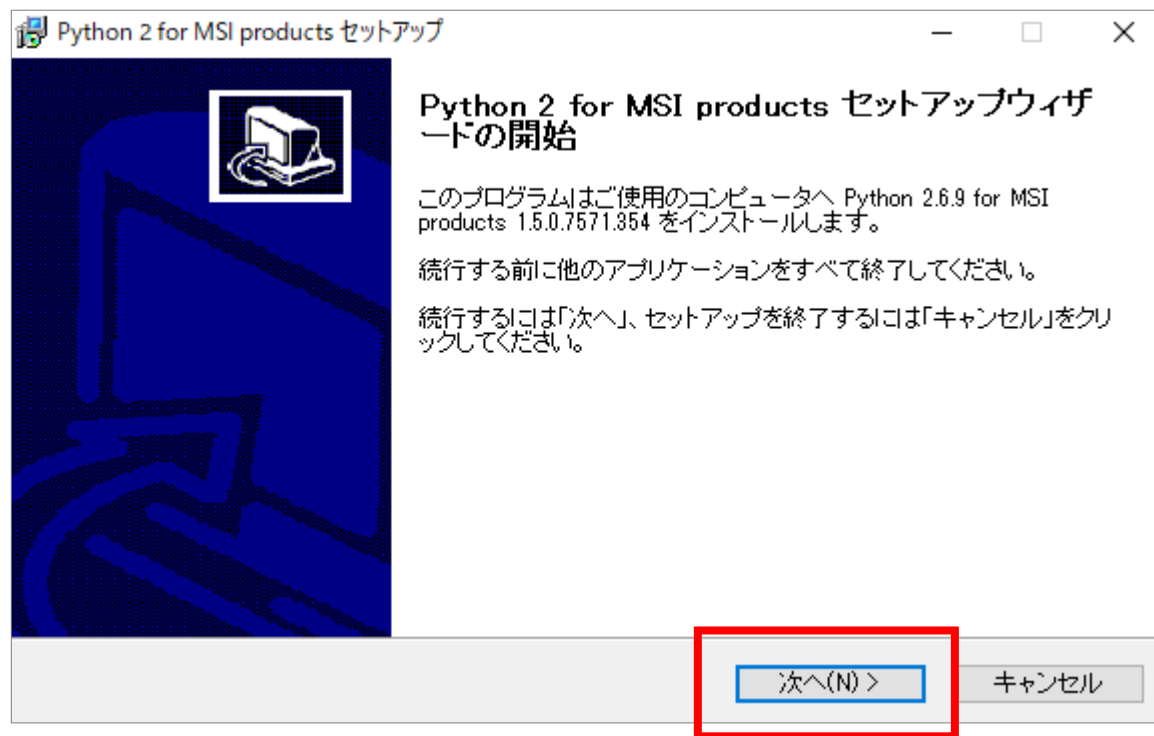 Python 2 for MSI products セットアップ
Python 2 for MSI products セットアップウィザ
ードの開始
このプログラムはご使用のコンピュータへ Python 2.6.9 for MSI
products 1.5.0.7571.354 をインストールします。
続行する前に他のアプリケーションをすべて終了してください。
続行するには「次へ」、セットアップを終了するには「キャンセル」をクリ
ックしてください。
次へ(N) >
キャンセル